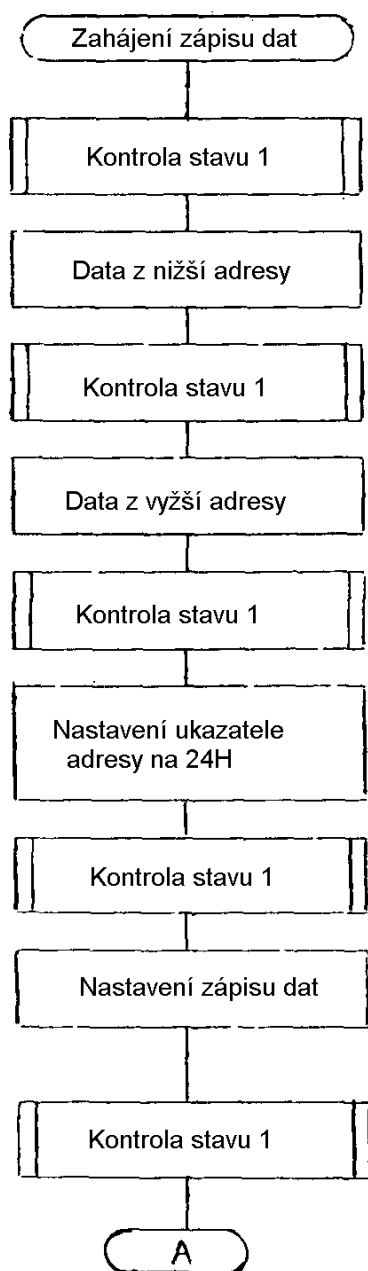 Zahájení zápisu dat
Kontrola stavu 1
Data z nižší adresy
Kontrola stavu 1
Data z vyžší adresy
Kontrola stavu 1
Nastavení ukazatele
adresy na 24H
Kontrola stavu 1
Nastavení zápisu dat
Kontrola stavu 1
A